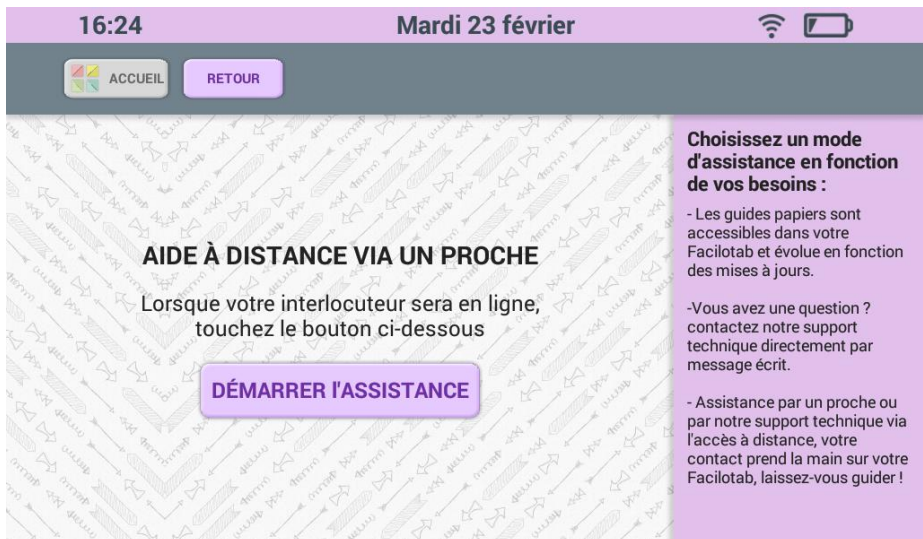 16:24
Mardi 23 février
ACCUEIL
RETOUR
AIDE À DISTANCE VIA UN PROCHE
Lorsque votre interlocuteur sera en ligne,
touchez le bouton ci-dessous
DÉMARRER l'ASSISTANCE
Choisissez un mode
d'assistance en fonction
de vos besoins :
- Les guides papiers sont
accessibles dans votre
Facilotab et évolue en fonction
des mises à jours.
-Vous avez une question ?
contactez notre support
technique directement par
message écrit.
- Assistance par un proche ou
par notre support technique via
l'accès à distance, votre
contact prend la main sur votre
Facilotab, laissez-vous guider !